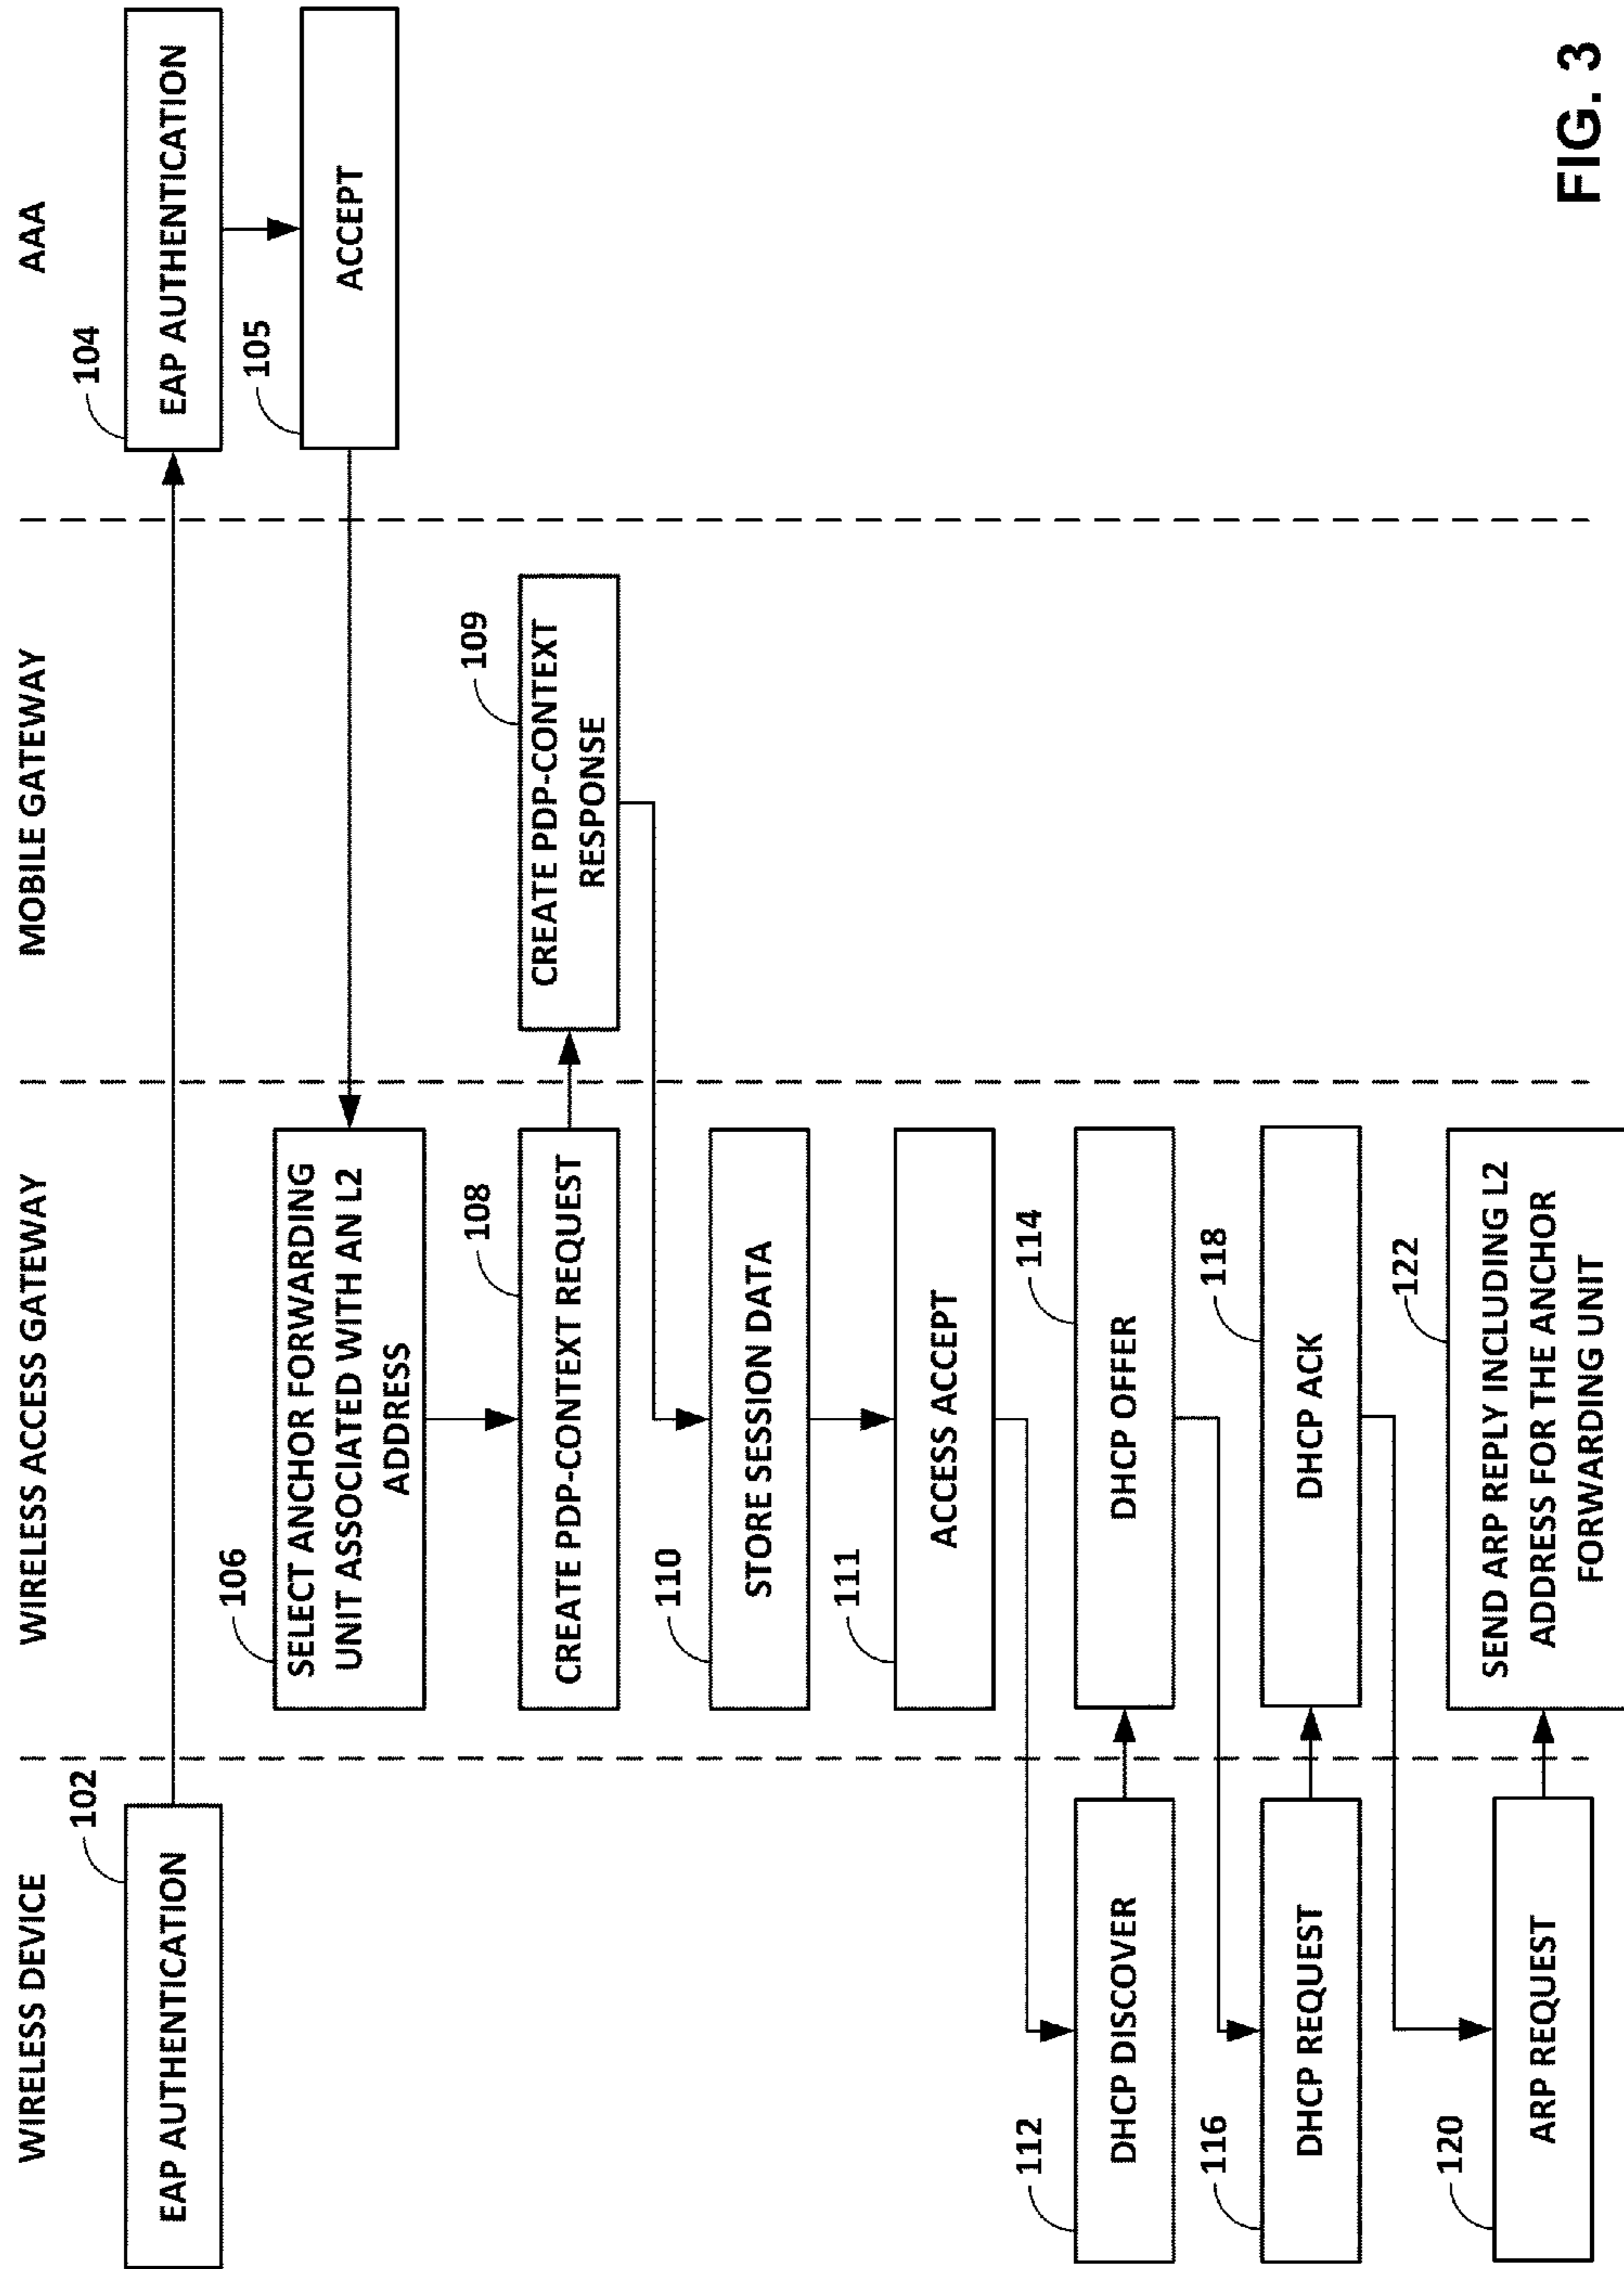 WIRELESS DEVICE
WIRELESS ACCESS GATEWAY
MOBILE GATEWAY
AAA
102
EAP AUTHENTICATION
104
EAP AUTHENTICATION
105
ACCEPT
106
SELECT ANCHOR FORWARDING
UNIT ASSOCIATED WITH AN L2
ADDRESS
108
CREATE PDP-CONTEXT REQUEST
109
CREATE PDP-CONTEXT
RESPONSE
110
STORE SESSION DATA
111
ACCESS ACCEPT
112
DHCP DISCOVER
114
DHCP OFFER
116
DHCP REQUEST
118
DHCP ACK
120
ARP REQUEST
122
SEND ARP REPLY INCLUDING L2
ADDRESS FOR THE ANCHOR
FORWARDING UNIT
FIG. 3